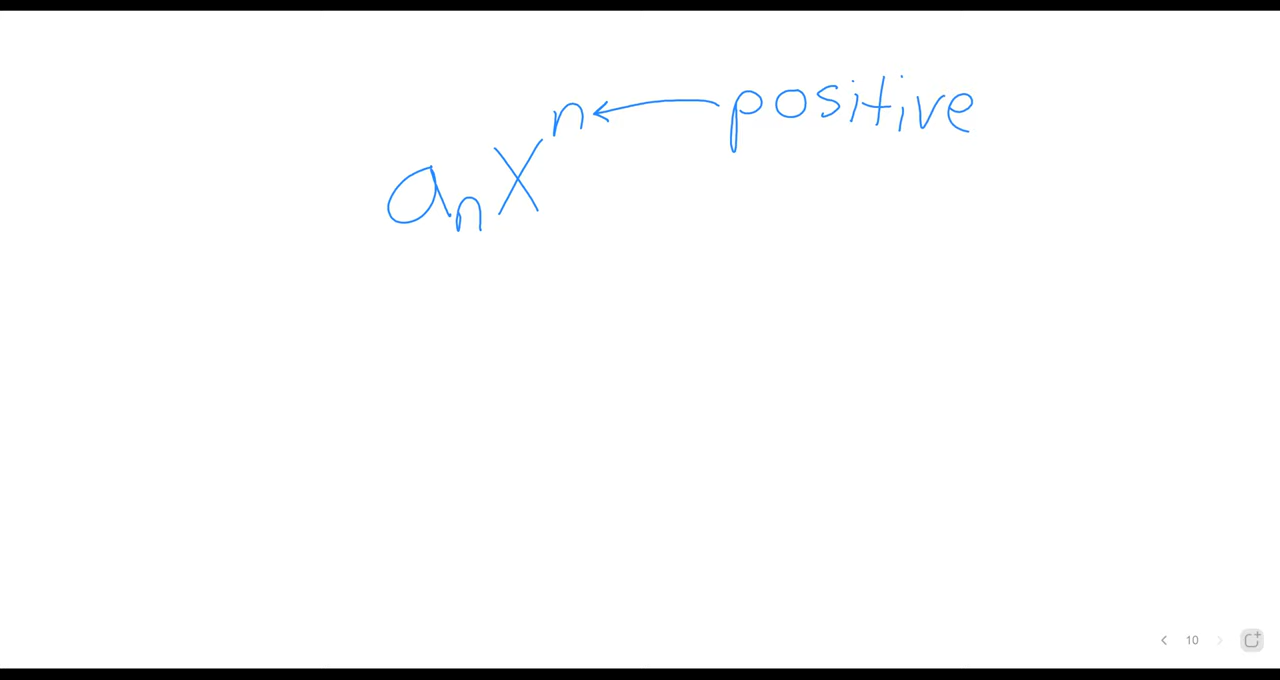 aₙxⁿ ← positive
10